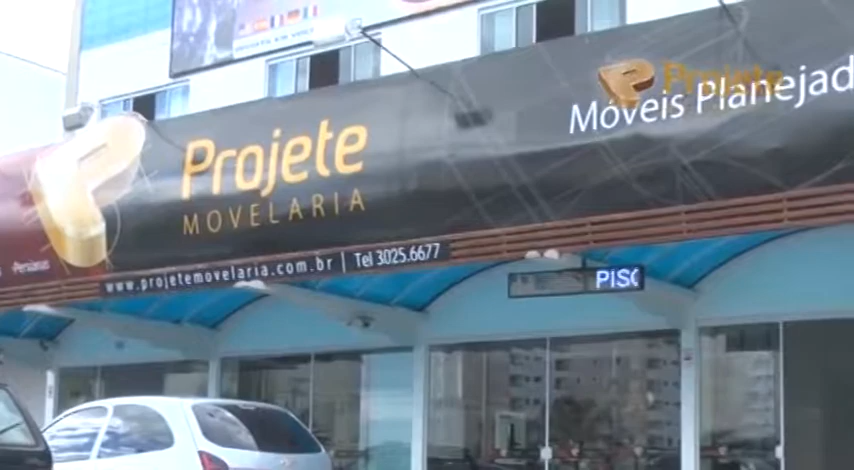 Projete
MOVELARIA
Projete
Móveis Planejad
Persianas
www.projetemovelaria.com.br | Tel 3025.6677
PISO